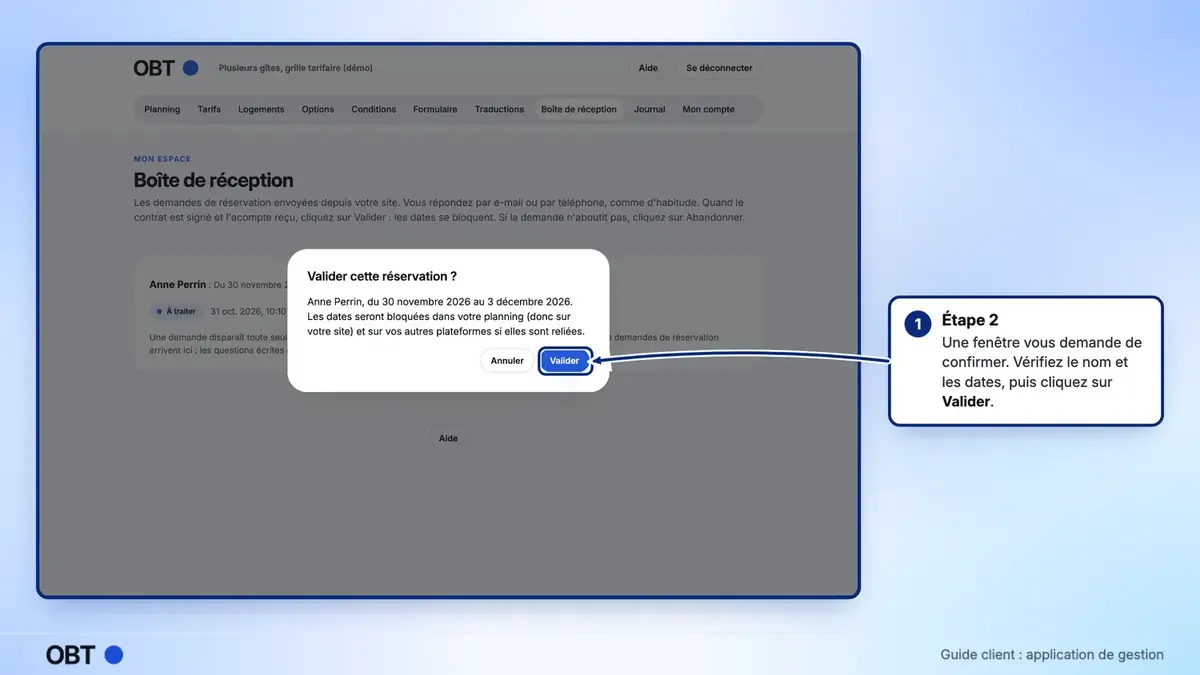 OBT
Plusieurs gîtes, grille tarifaire (démo)
Aide
Se déconnecter
Planning
Tarifs
Logements
Options
Conditions
Formulaire
Traductions
Boîte de réception
Journal
Mon compte
MON ESPACE
Boîte de réception
Les demandes de réservation envoyées depuis votre site. Vous répondez par e-mail ou par téléphone, comme d'habitude. Quand le
contrat est signé et l'acompte reçu, cliquez sur Valider : les dates se bloquent. Si la demande n'aboutit pas, cliquez sur Abandonner.
Anne Perrin : Du 30 novembre
À traiter
31 oct. 2026, 10:10
Une demande disparaît toute
demandes de réservation
arrivent ici ; les questions écrites
Valider cette réservation ?
Anne Perrin, du 30 novembre 2026 au 3 décembre 2026.
Les dates seront bloquées dans votre planning (donc sur
votre site) et sur vos autres plateformes si elles sont reliées.
Annuler
Valider
Aide
1
Étape 2
Une fenêtre vous demande de
confirmer. Vérifiez le nom et
les dates, puis cliquez sur
Valider.
OBT
Guide client : application de gestion